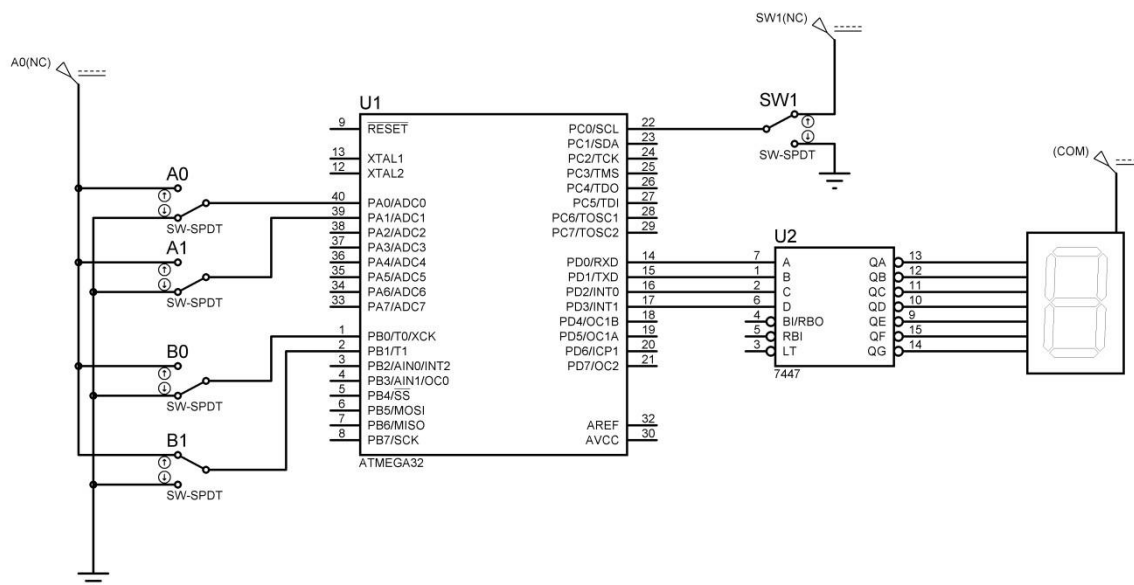 SW1(NC)
A0(NC)
U1
SW1
SW-SPDT
(COM)
9 RESET
13 XTAL1
12 XTAL2
40 PA0/ADC0
39 PA1/ADC1
38 PA2/ADC2
37 PA3/ADC3
36 PA4/ADC4
35 PA5/ADC5
34 PA6/ADC6
33 PA7/ADC7
1 PB0/T0/XCK
2 PB1/T1
3 PB2/AIN0/INT2
4 PB3/AIN1/OC0
5 PB4/SS
6 PB5/MOSI
7 PB6/MISO
8 PB7/SCK
PC0/SCL 22
PC1/SDA 23
PC2/TCK 24
PC3/TMS 25
PC4/TDO 26
PC5/TDI 27
PC6/TOSC1 28
PC7/TOSC2 29
PD0/RXD 14
PD1/TXD 15
PD2/INT0 16
PD3/INT1 17
PD4/OC1B 18
PD5/OC1A 19
PD6/ICP1 20
PD7/OC2 21
AREF 32
AVCC 30
ATMEGA32
A0
SW-SPDT
A1
SW-SPDT
B0
SW-SPDT
B1
SW-SPDT
U2
7 A QA 13
1 B QB 12
2 C QC 11
6 D QD 10
4 BI/RBO QE 9
5 RBI QF 15
3 LT QG 14
7447